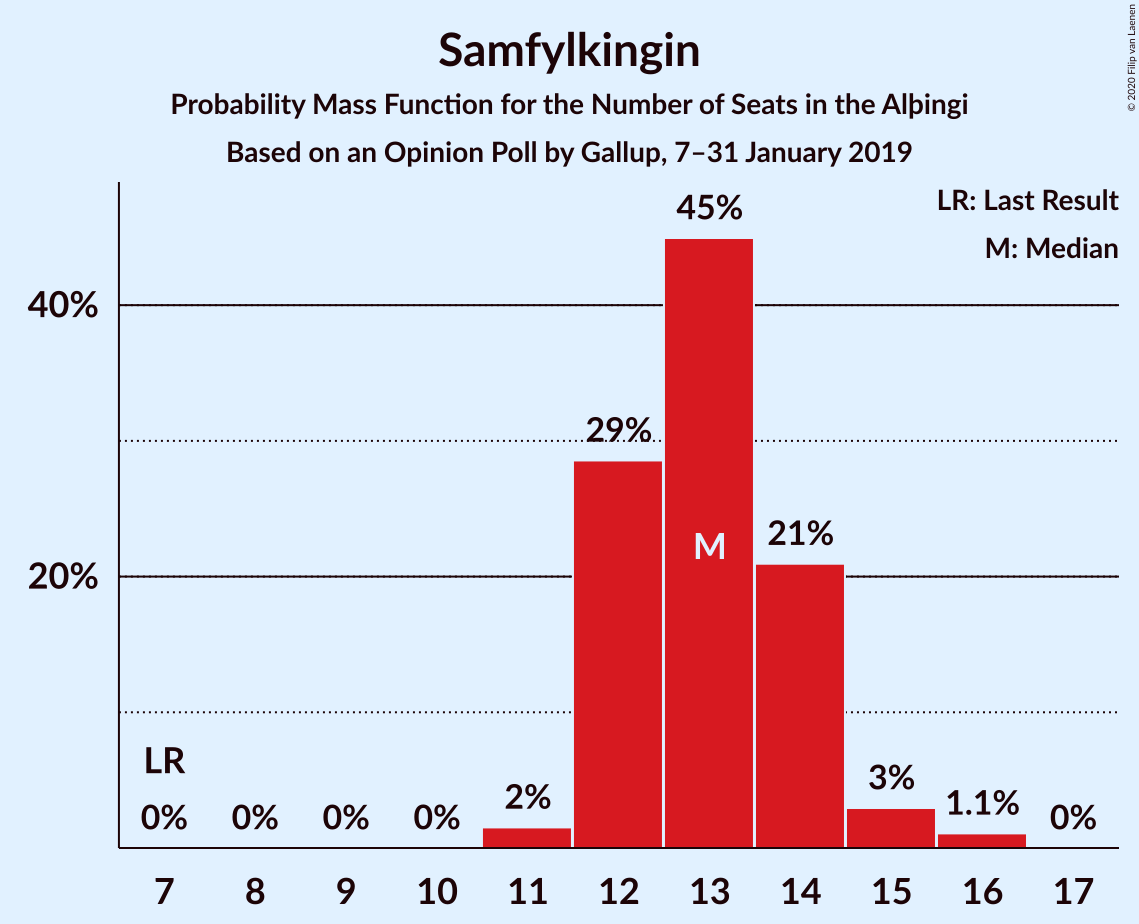 Samfylkingin
Probability Mass Function for the Number of Seats in the Alþingi
Based on an Opinion Poll by Gallup, 7–31 January 2019
© 2020 Filip van Laenen
LR: Last Result
M: Median
45%
40%
29%
M
21%
20%
LR
0%
0%
0%
0%
2%
3%
1.1%
0%
7 8 9 10 11 12 13 14 15 16 17